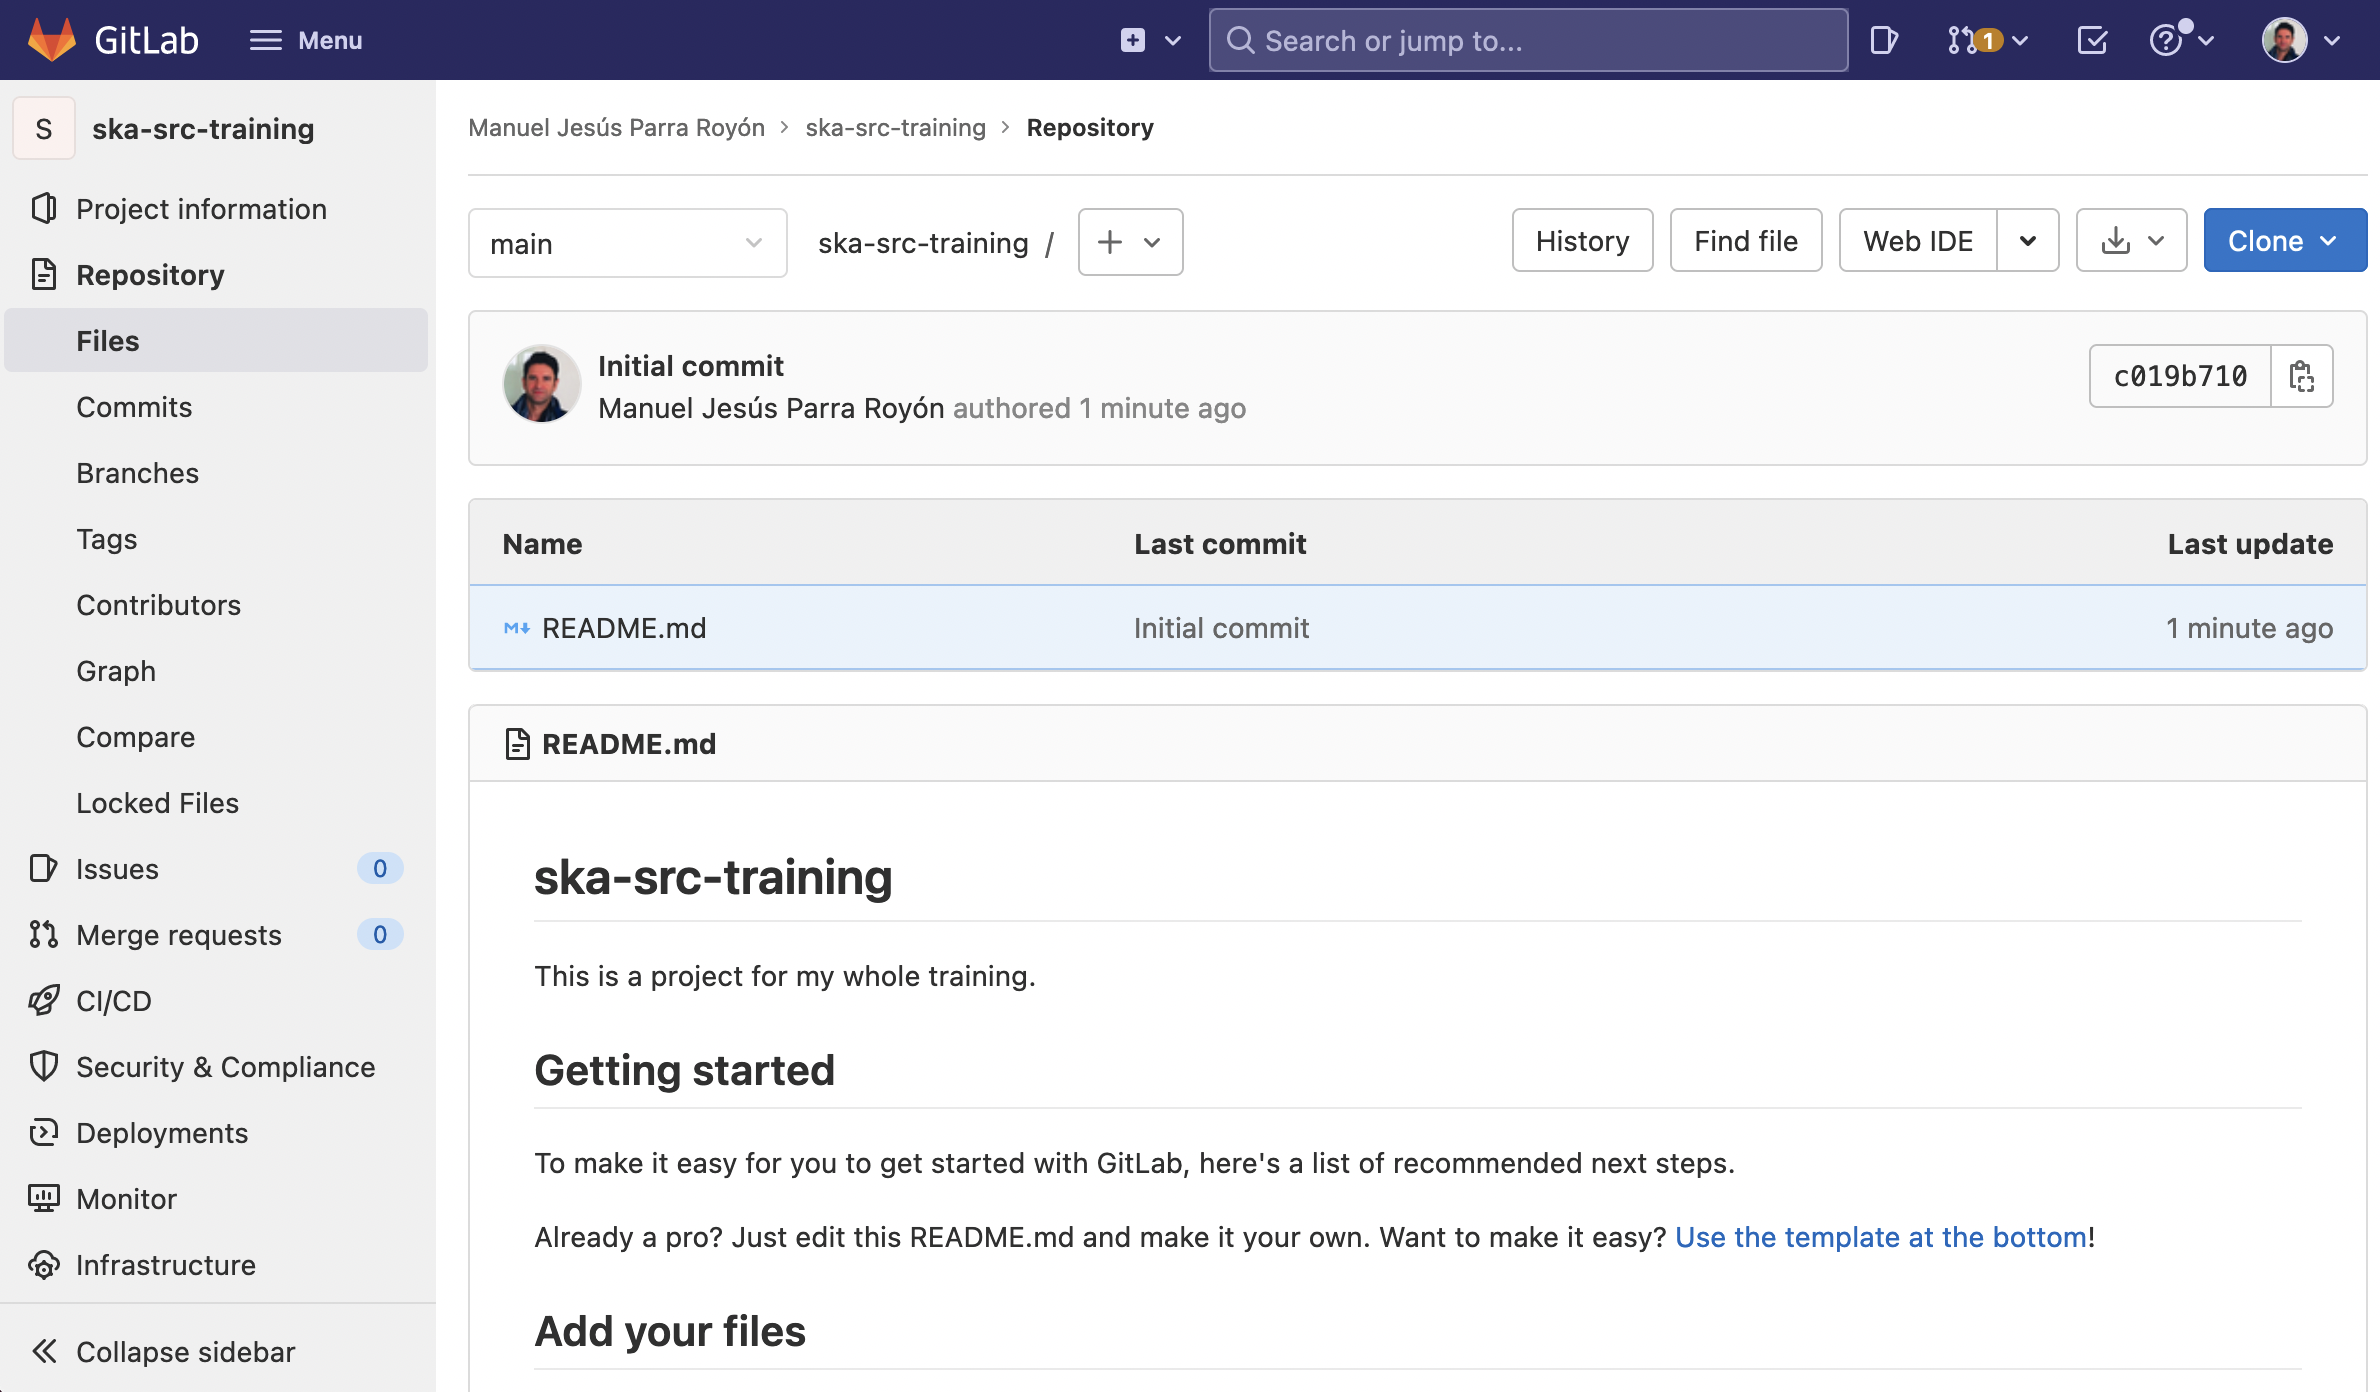 GitLab Menu Search or jump to... 1
S ska-src-training
Project information
Repository
Files
Commits
Branches
Tags
Contributors
Graph
Compare
Locked Files
Issues 0
Merge requests 0
CI/CD
Security & Compliance
Deployments
Monitor
Infrastructure
Collapse sidebar
Manuel Jesús Parra Royón > ska-src-training > Repository
main ska-src-training / + History Find file Web IDE Clone
Initial commit
Manuel Jesús Parra Royón authored 1 minute ago
c019b710
Name Last commit Last update
README.md Initial commit 1 minute ago
README.md
ska-src-training
This is a project for my whole training.
Getting started
To make it easy for you to get started with GitLab, here's a list of recommended next steps.
Already a pro? Just edit this README.md and make it your own. Want to make it easy? Use the template at the bottom!
Add your files